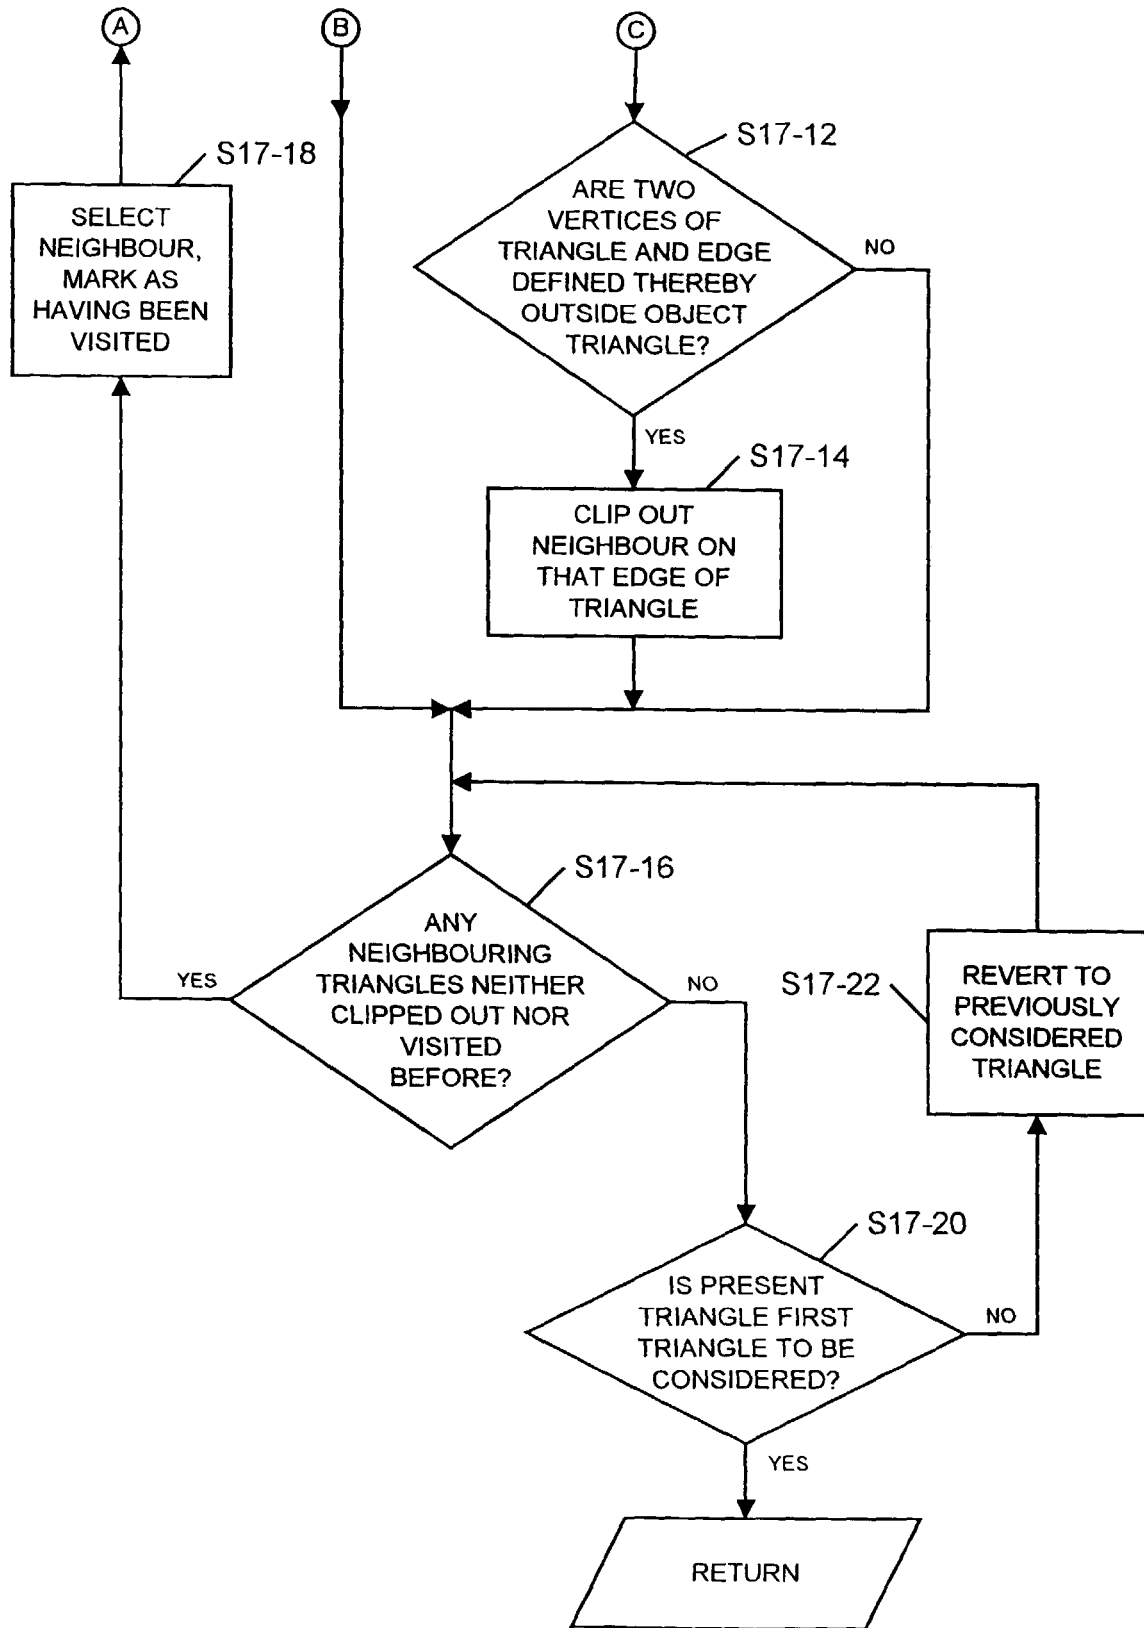 A
B
C
S17-18
S17-12
SELECT
NEIGHBOUR,
MARK AS
HAVING BEEN
VISITED
ARE TWO
VERTICES OF
TRIANGLE AND EDGE
DEFINED THEREBY
OUTSIDE OBJECT
TRIANGLE?
NO
YES
S17-14
CLIP OUT
NEIGHBOUR ON
THAT EDGE OF
TRIANGLE
S17-16
ANY
NEIGHBOURING
TRIANGLES NEITHER
CLIPPED OUT NOR
VISITED
BEFORE?
YES
NO
S17-22
REVERT TO
PREVIOUSLY
CONSIDERED
TRIANGLE
S17-20
IS PRESENT
TRIANGLE FIRST
TRIANGLE TO BE
CONSIDERED?
NO
YES
RETURN